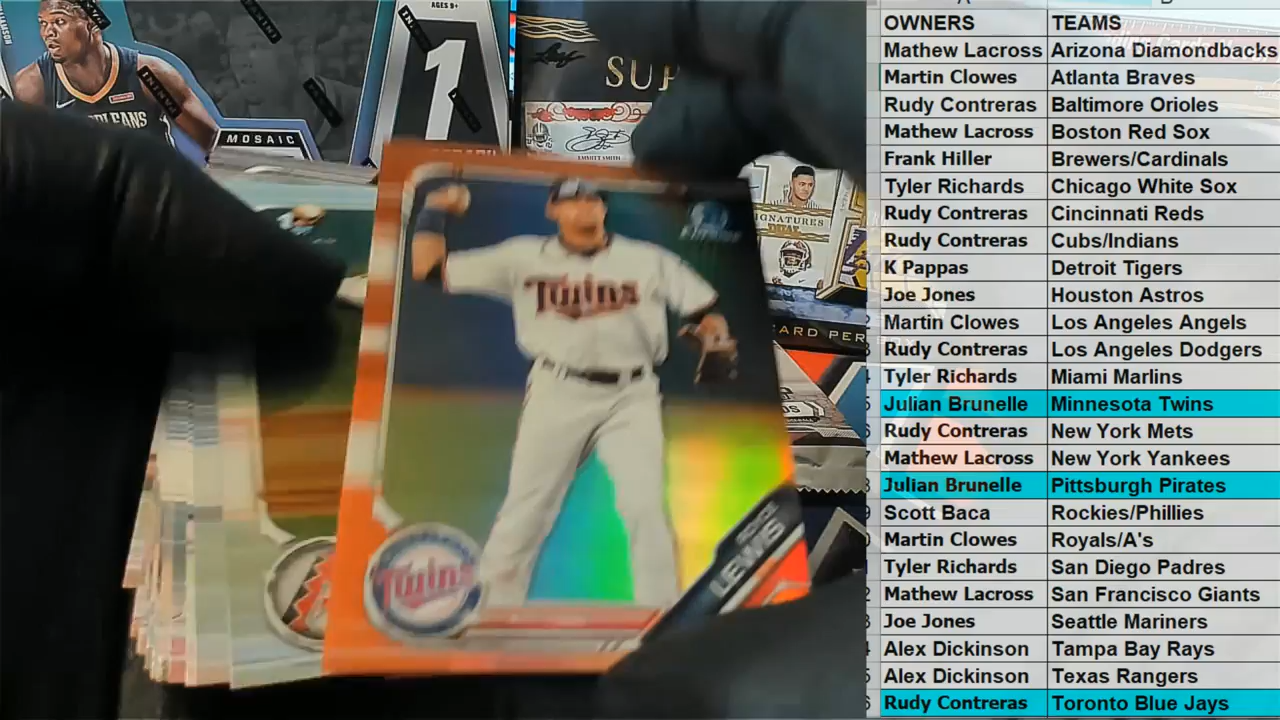 AGES 9+
1
SUP
MOSAIC
EMMITT SMITH
Twins
CARD PER
LEWIS
Twins
OWNERS TEAMS
Mathew Lacross Arizona Diamondbacks
Martin Clowes Atlanta Braves
Rudy Contreras Baltimore Orioles
Mathew Lacross Boston Red Sox
Frank Hiller Brewers/Cardinals
Tyler Richards Chicago White Sox
Rudy Contreras Cincinnati Reds
Rudy Contreras Cubs/Indians
K Pappas Detroit Tigers
Joe Jones Houston Astros
Martin Clowes Los Angeles Angels
Rudy Contreras Los Angeles Dodgers
Tyler Richards Miami Marlins
Julian Brunelle Minnesota Twins
Rudy Contreras New York Mets
Mathew Lacross New York Yankees
Julian Brunelle Pittsburgh Pirates
Scott Baca Rockies/Phillies
Martin Clowes Royals/A's
Tyler Richards San Diego Padres
Mathew Lacross San Francisco Giants
Joe Jones Seattle Mariners
Alex Dickinson Tampa Bay Rays
Alex Dickinson Texas Rangers
Rudy Contreras Toronto Blue Jays